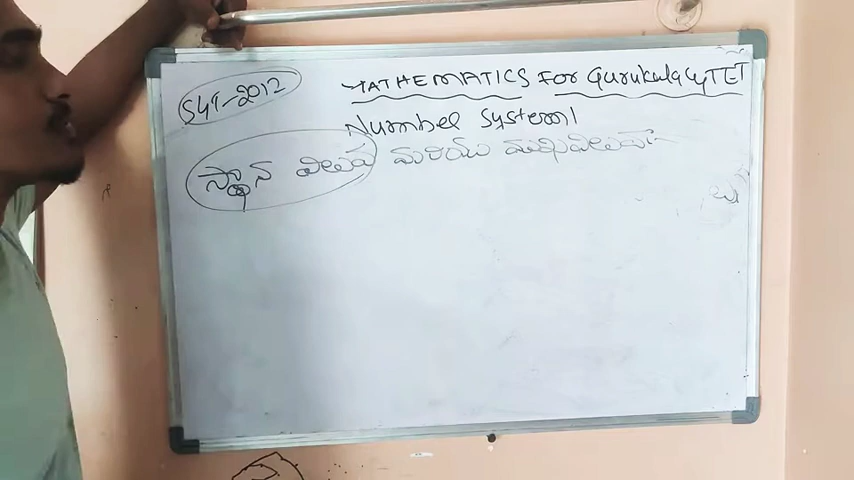 SGT-2012
MATHEMATICS For Gurukula & TET
Number System
స్థాన విలువ మరియు ముఖవిలువ